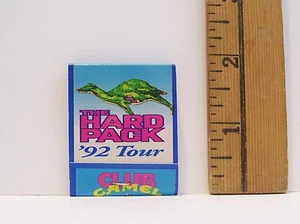 THE
HARD
PACK
'92 Tour
CLUB
CAMEL
1
2